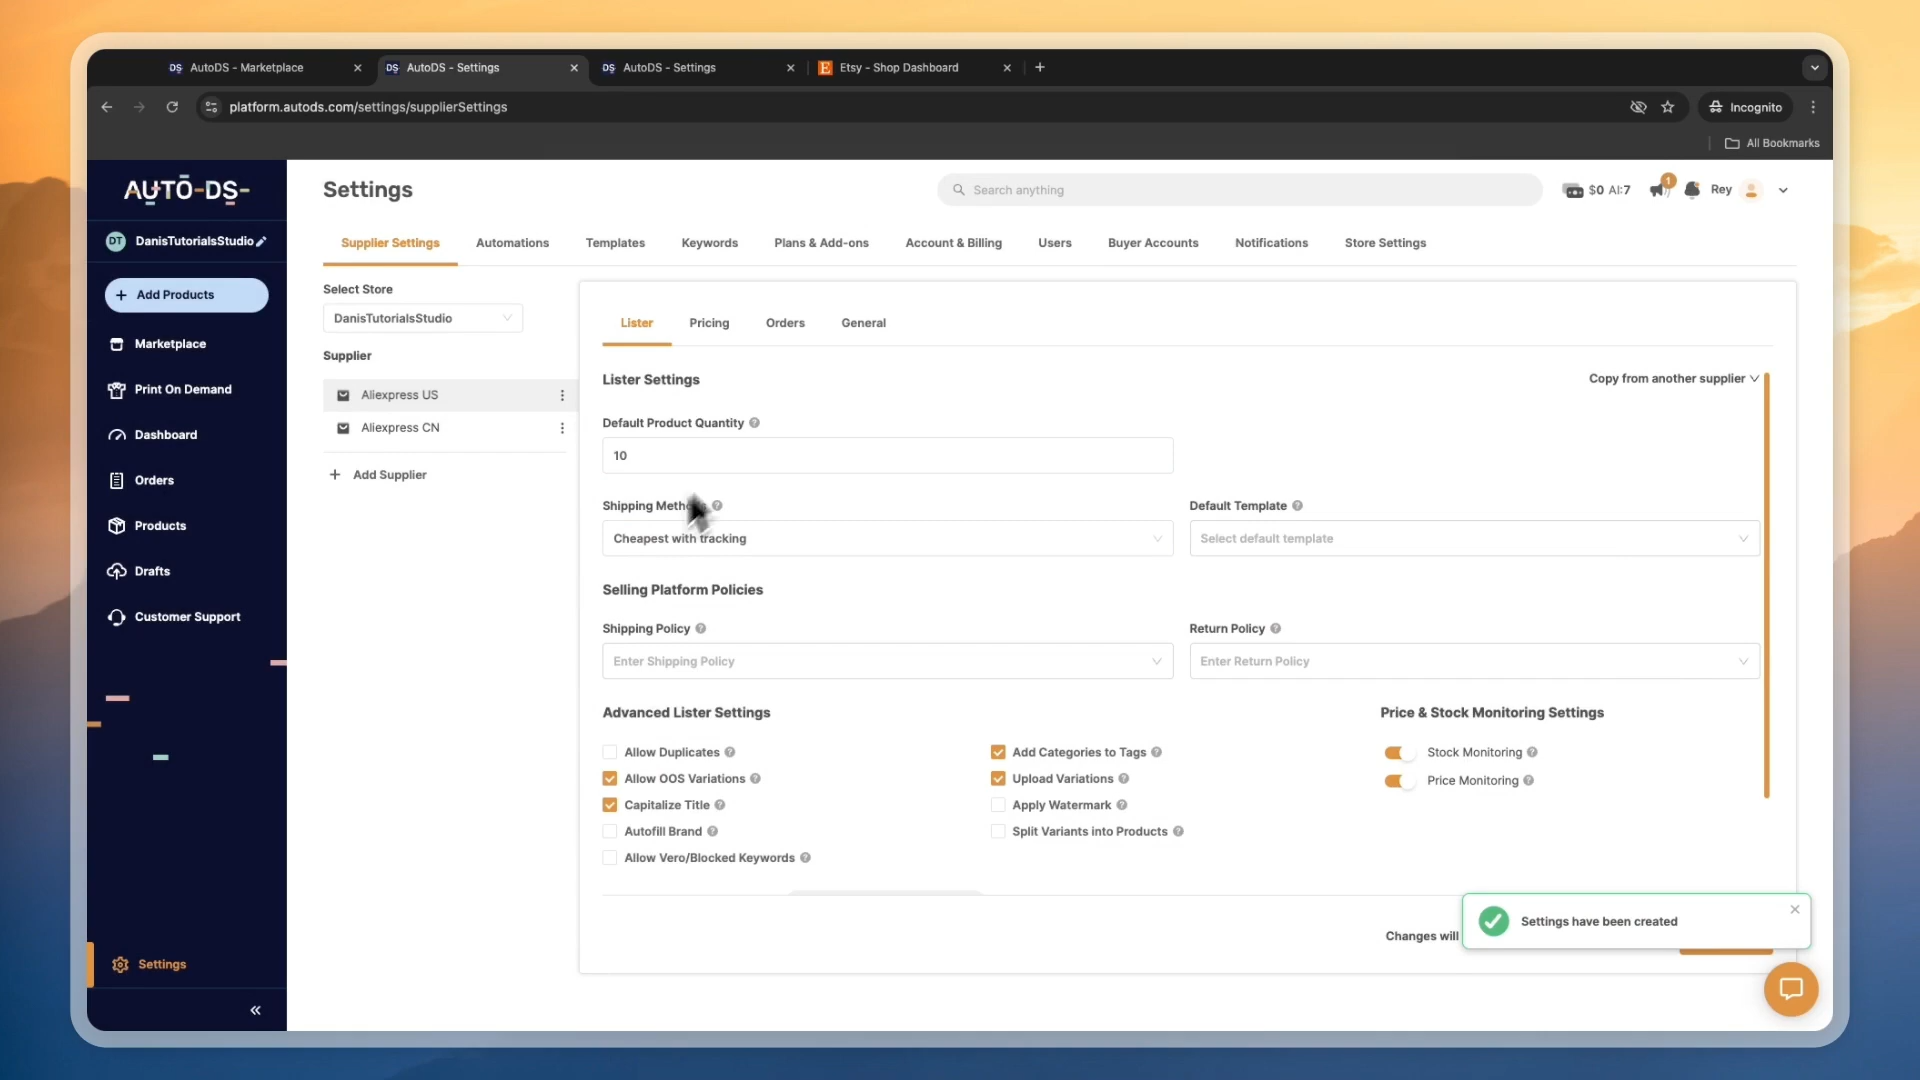 AutoDS - Marketplace
AutoDS - Settings
AutoDS - Settings
Etsy - Shop Dashboard
platform.autods.com/settings/supplierSettings
Incognito
All Bookmarks
AUTO-DS-
Settings
Search anything
$0 AI:7
1
Rey
DT DanisTutorialsStudio
Supplier Settings
Automations
Templates
Keywords
Plans & Add-ons
Account & Billing
Users
Buyer Accounts
Notifications
Store Settings
Add Products
Marketplace
Print On Demand
Dashboard
Orders
Products
Drafts
Customer Support
Settings
Select Store
DanisTutorialsStudio
Supplier
Aliexpress US
Aliexpress CN
Add Supplier
Lister
Pricing
Orders
General
Lister Settings
Copy from another supplier
Default Product Quantity
10
Shipping
Default Template
Cheapest with tracking
Select default template
Selling Platform Policies
Shipping Policy
Return Policy
Enter Shipping Policy
Enter Return Policy
Advanced Lister Settings
Price & Stock Monitoring Settings
Allow Duplicates
Add Categories to Tags
Stock Monitoring
Allow OOS Variations
Upload Variations
Price Monitoring
Capitalize Title
Apply Watermark
Autofill Brand
Split Variants into Products
Allow Vero/Blocked Keywords
Changes will
Settings have been created